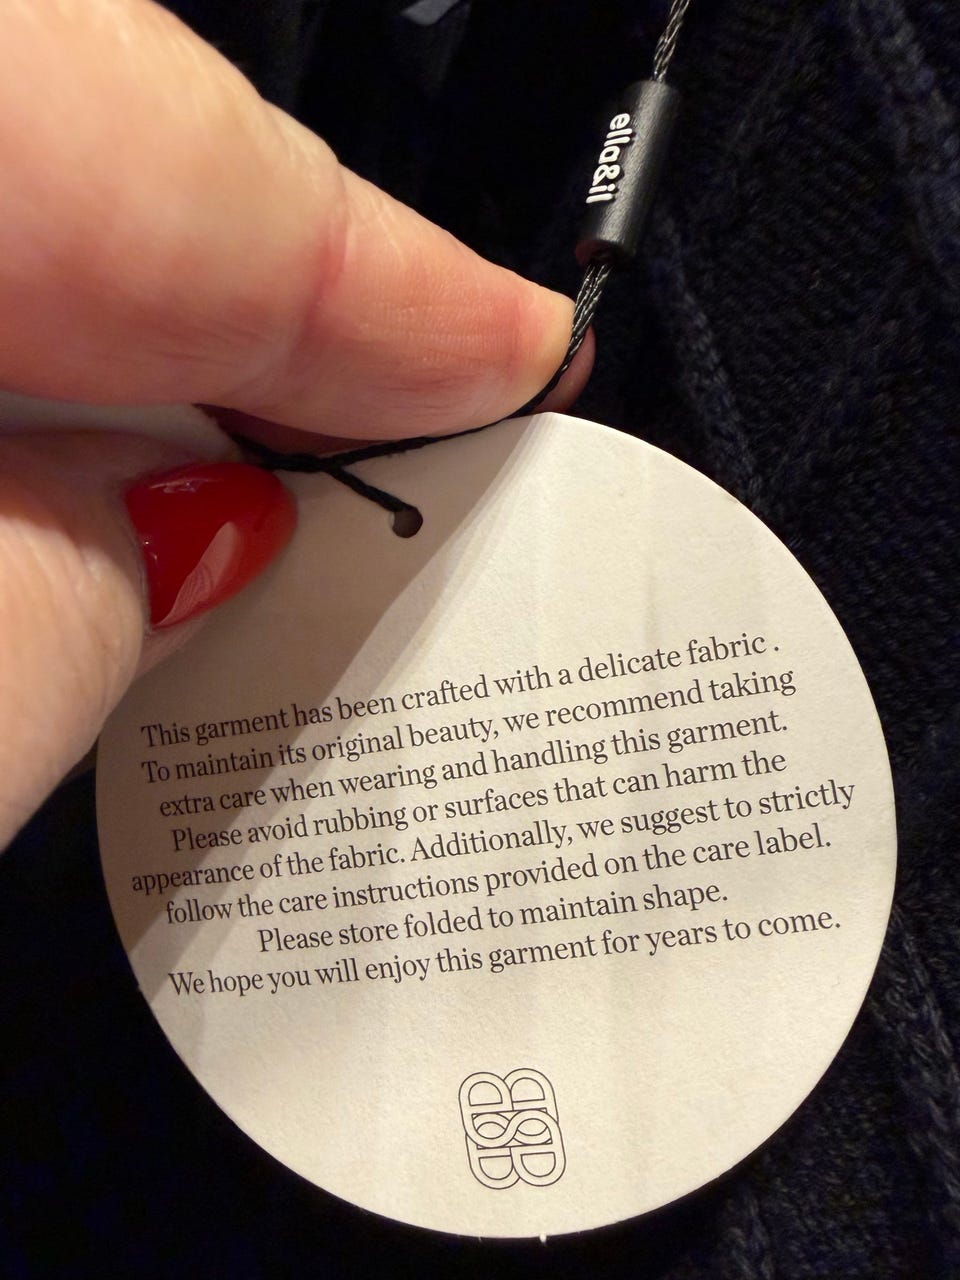 ella&il
This garment has been crafted with a delicate fabric .
To maintain its original beauty, we recommend taking
extra care when wearing and handling this garment.
Please avoid rubbing or surfaces that can harm the
appearance of the fabric. Additionally, we suggest to strictly
follow the care instructions provided on the care label.
Please store folded to maintain shape.
We hope you will enjoy this garment for years to come.